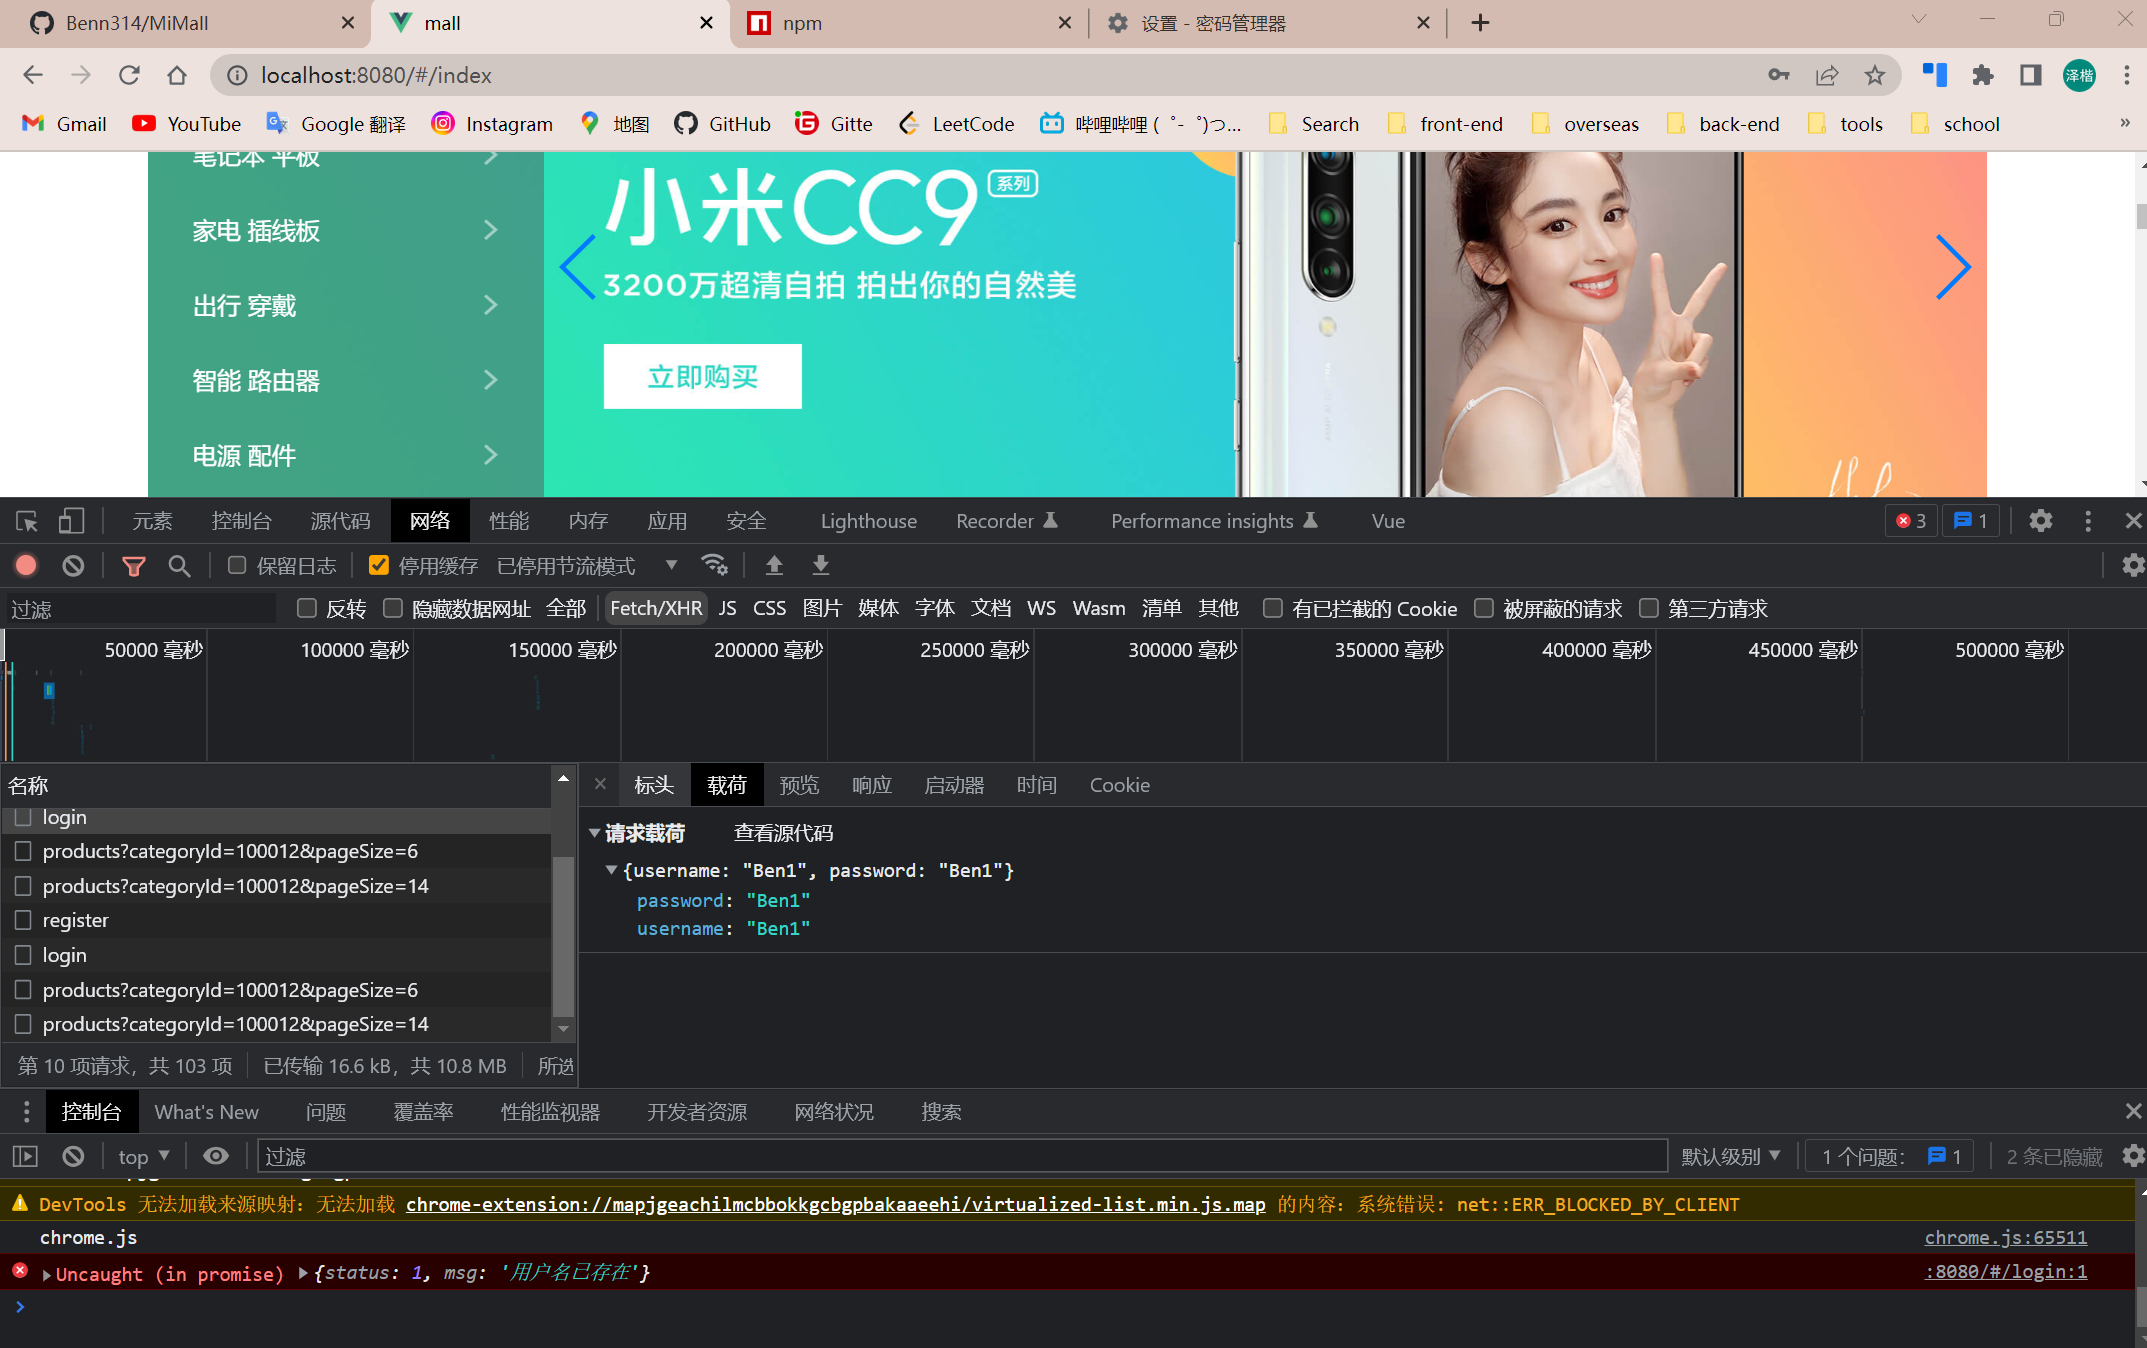 Benn314/MiMall
mall
npm
设置 - 密码管理器
localhost:8080/#/index
泽楷
Gmail
YouTube
Google 翻译
Instagram
地图
GitHub
Gitte
LeetCode
哔哩哔哩 ( ゜- ゜)つ...
Search
front-end
overseas
back-end
tools
school
»
笔记本 平板
家电 插线板
出行 穿戴
智能 路由器
电源 配件
小米CC9 系列
3200万超清自拍 拍出你的自然美
立即购买
元素 控制台 源代码 网络 性能 内存 应用 安全 Lighthouse Recorder Performance insights Vue 3 1
保留日志 停用缓存 已停用节流模式
过滤 反转 隐藏数据网址 全部 Fetch/XHR JS CSS 图片 媒体 字体 文档 WS Wasm 清单 其他 有已拦截的 Cookie 被屏蔽的请求 第三方请求
50000 毫秒 100000 毫秒 150000 毫秒 200000 毫秒 250000 毫秒 300000 毫秒 350000 毫秒 400000 毫秒 450000 毫秒 500000 毫秒
名称
login
products?categoryId=100012&pageSize=6
products?categoryId=100012&pageSize=14
register
login
products?categoryId=100012&pageSize=6
products?categoryId=100012&pageSize=14
第 10 项请求，共 103 项 已传输 16.6 kB，共 10.8 MB 所选
标头 载荷 预览 响应 启动器 时间 Cookie
请求载荷 查看源代码
{username: "Ben1", password: "Ben1"}
password: "Ben1"
username: "Ben1"
控制台 What's New 问题 覆盖率 性能监视器 开发者资源 网络状况 搜索
top 过滤 默认级别 1 个问题： 1 2 条已隐藏
DevTools 无法加载来源映射：无法加载 chrome-extension://mapjgeachilmcbbokkgcbgpbakaaeehi/virtualized-list.min.js.map 的内容：系统错误：net::ERR_BLOCKED_BY_CLIENT
chrome.js chrome.js:65511
Uncaught (in promise) {status: 1, msg: '用户名已存在'} :8080/#/login:1